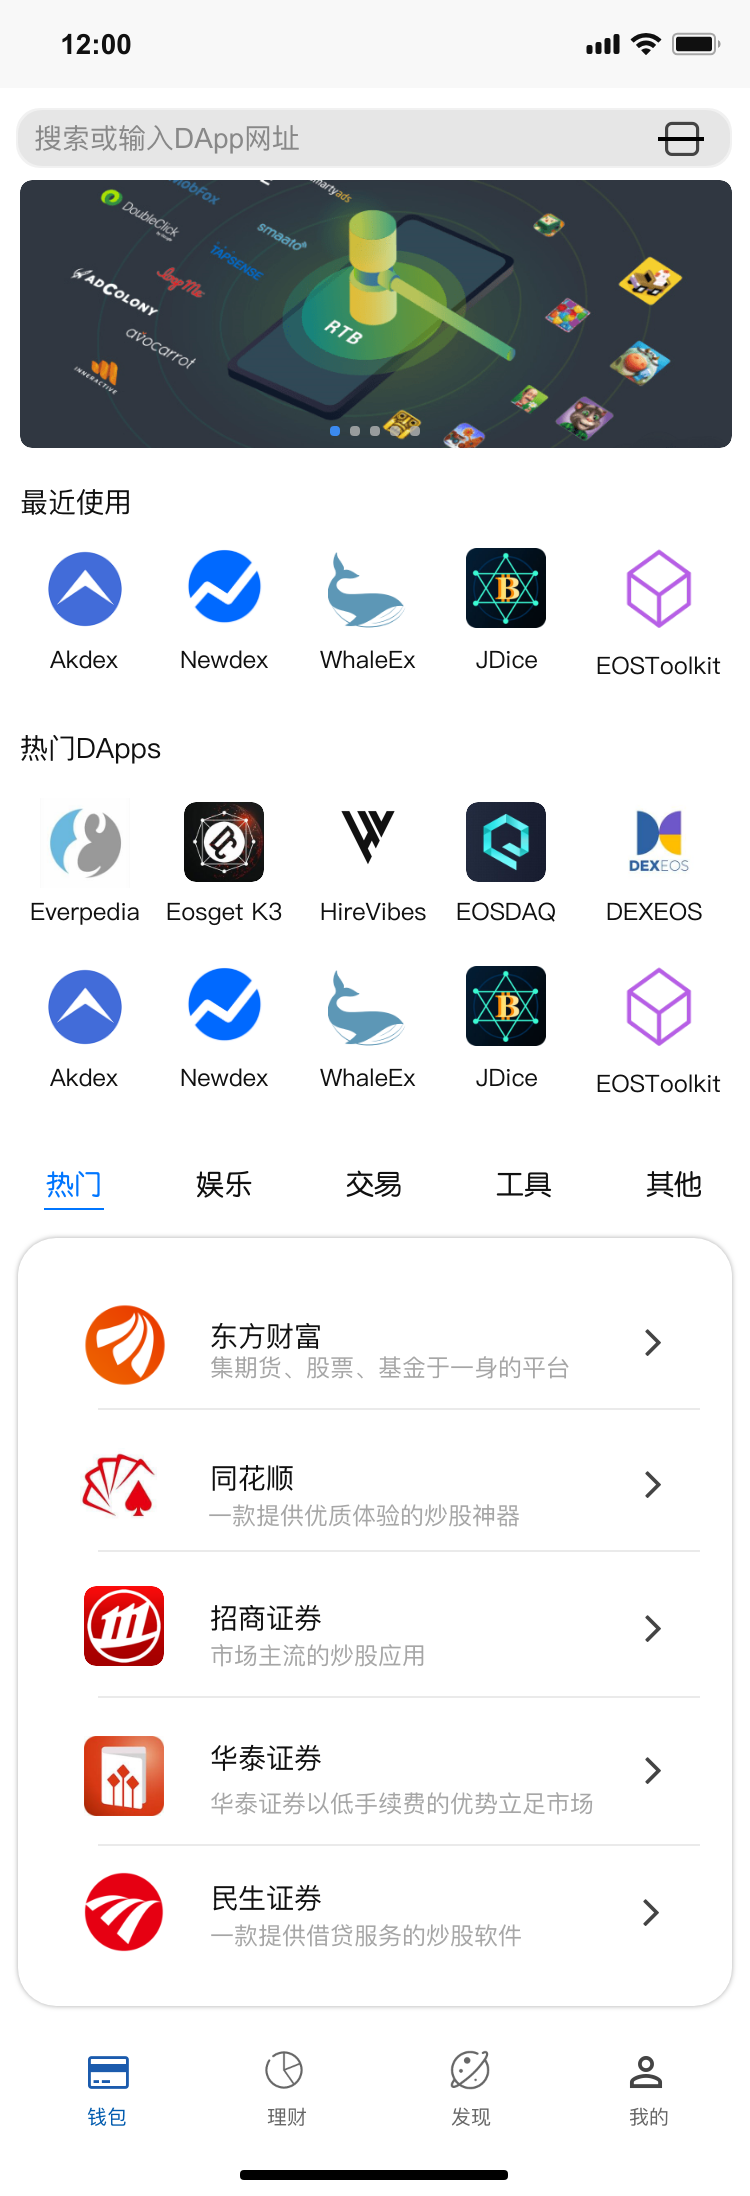 12:00
搜索或输入DApp网址
mobFox
smartyads
DoubleClick
by Google
smaato
TAPSENSE
ADCOLONY
LeapMe
avocarrot
INNERACTIVE
RTB
最近使用
Akdex Newdex WhaleEx JDice EOSToolkit
热门DApps
DEXEOS
Everpedia Eosget K3 HireVibes EOSDAQ DEXEOS
Akdex Newdex WhaleEx JDice EOSToolkit
热门 娱乐 交易 工具 其他
东方财富
集期货、股票、基金于一身的平台
同花顺
一款提供优质体验的炒股神器
招商证券
市场主流的炒股应用
华泰证券
华泰证券以低手续费的优势立足市场
民生证券
一款提供借贷服务的炒股软件
钱包 理财 发现 我的